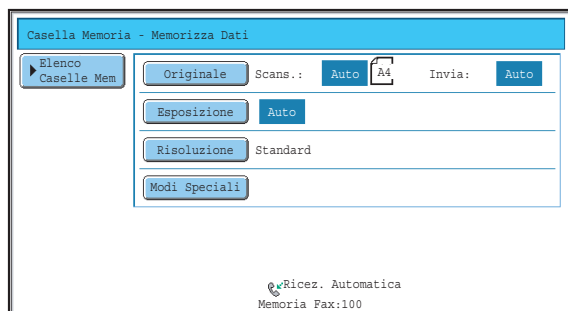 Casella Memoria - Memorizza Dati
Elenco
Caselle Mem
Originale Scans.: Auto A4 Invia: Auto
Esposizione Auto
Risoluzione Standard
Modi Speciali
Ricez. Automatica
Memoria Fax:100